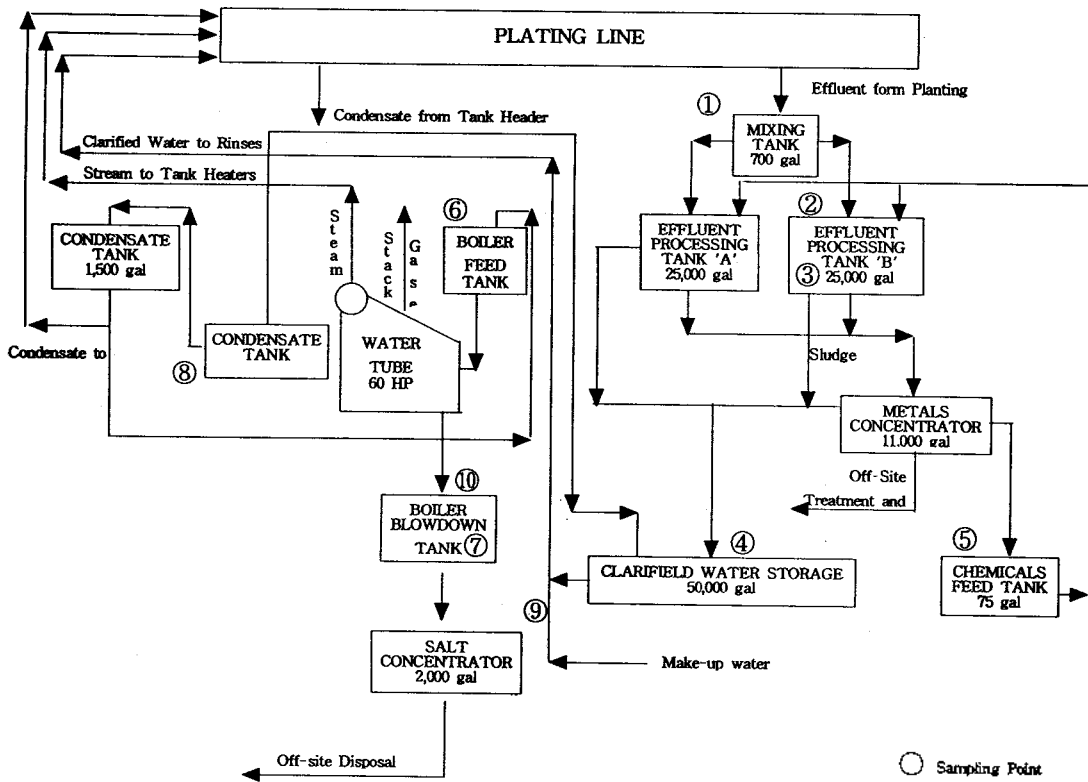 PLATING LINE
Effluent form Planting
①
Condensate from Tank Header
MIXING
TANK
700 gal
Clarified Water to Rinses
Stream to Tank Heaters
Steam
Stack
Gase
⑥
BOILER
FEED
TANK
CONDENSATE
TANK
1,500 gal
②
EFFLUENT
PROCESSING
TANK 'A'
25,000 gal
EFFLUENT
PROCESSING
TANK 'B'
③ 25,000 gal
CONDENSATE
TANK
⑧
Condensate to
WATER
TUBE
60 HP
Sludge
METALS
CONCENTRATOR
11.000 gal
Off-Site
Treatment and
⑩
BOILER
BLOWDOWN
TANK ⑦
④
CLARIFIELD WATER STORAGE
50,000 gal
⑤
CHEMICALS
FEED TANK
75 gal
⑨
SALT
CONCENTRATOR
2,000 gal
Make-up water
Off-site Disposal
Sampling Point